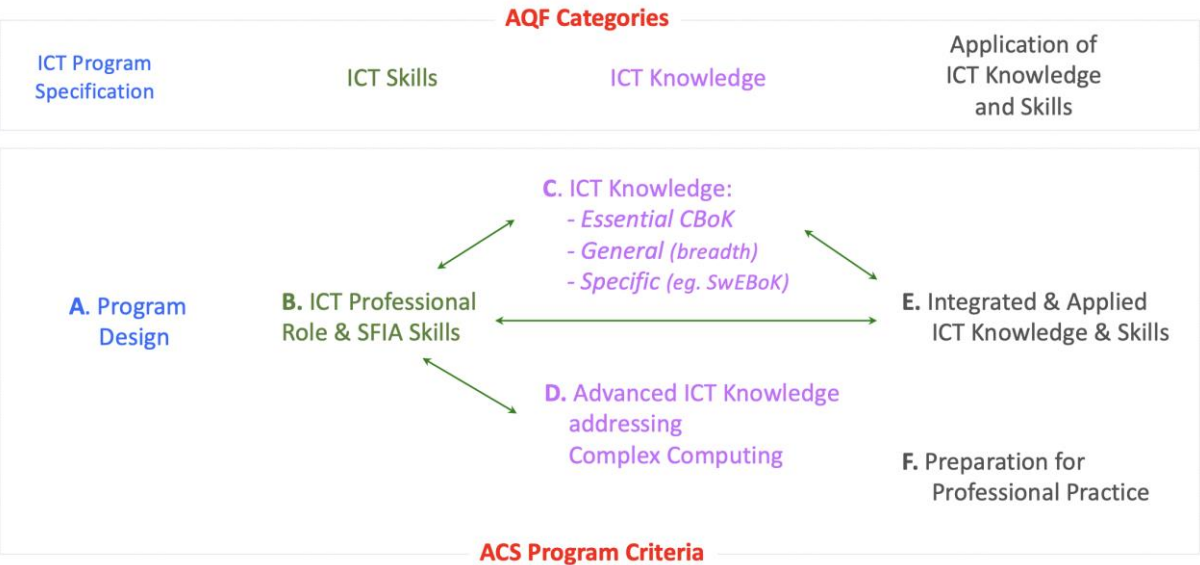 AQF Categories
ICT Program
Specification
ICT Skills
ICT Knowledge
Application of
ICT Knowledge
and Skills
C. ICT Knowledge:
- Essential CBoK
- General (breadth)
- Specific (eg. SwEBoK)
A. Program
Design
B. ICT Professional
Role & SFIA Skills
E. Integrated & Applied
ICT Knowledge & Skills
D. Advanced ICT Knowledge
addressing
Complex Computing
F. Preparation for
Professional Practice
ACS Program Criteria